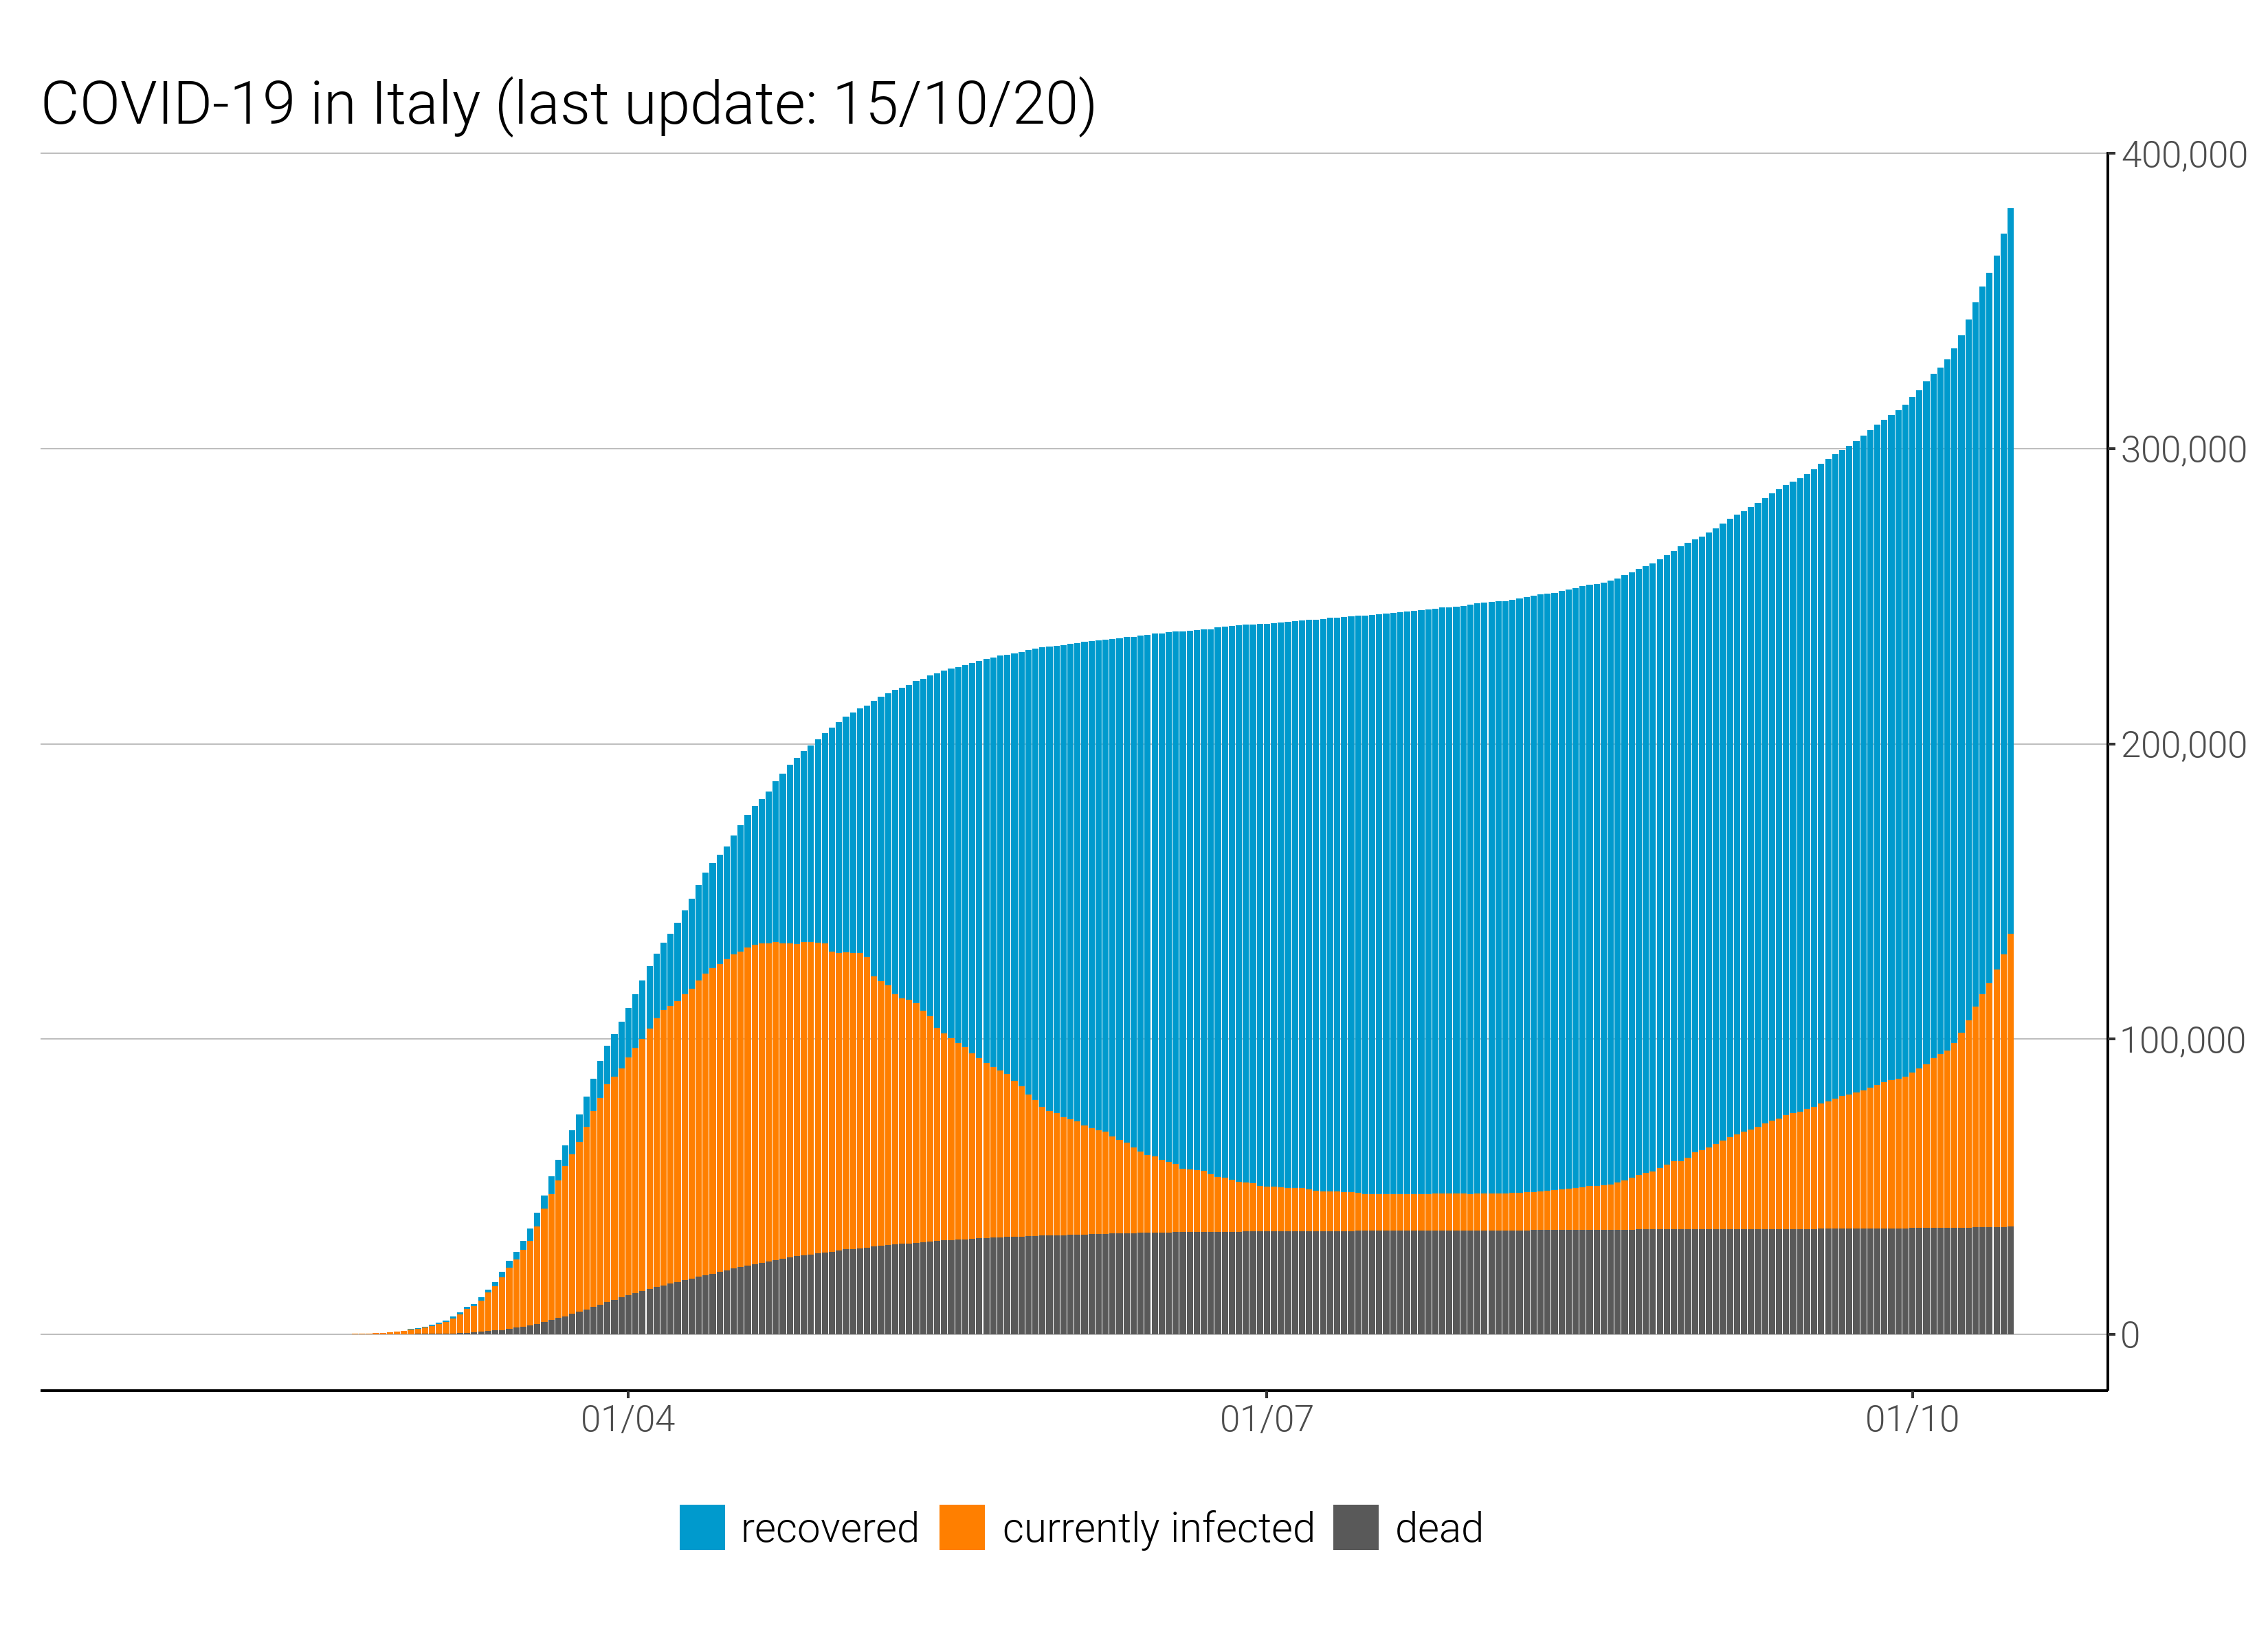 COVID-19 in Italy (last update: 15/10/20)
400,000
300,000
200,000
100,000
0
01/04 01/07 01/10
recovered currently infected dead